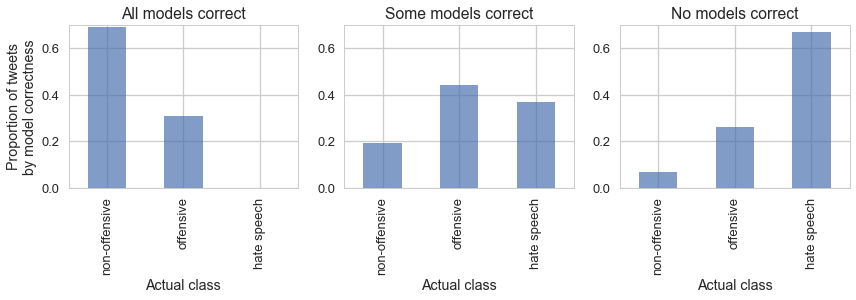 All models correct
Some models correct
No models correct
Proportion of tweets
by model correctness
0.6
0.4
0.2
0.0
non-offensive
offensive
hate speech
Actual class
0.6
0.4
0.2
0.0
non-offensive
offensive
hate speech
Actual class
0.6
0.4
0.2
0.0
non-offensive
offensive
hate speech
Actual class